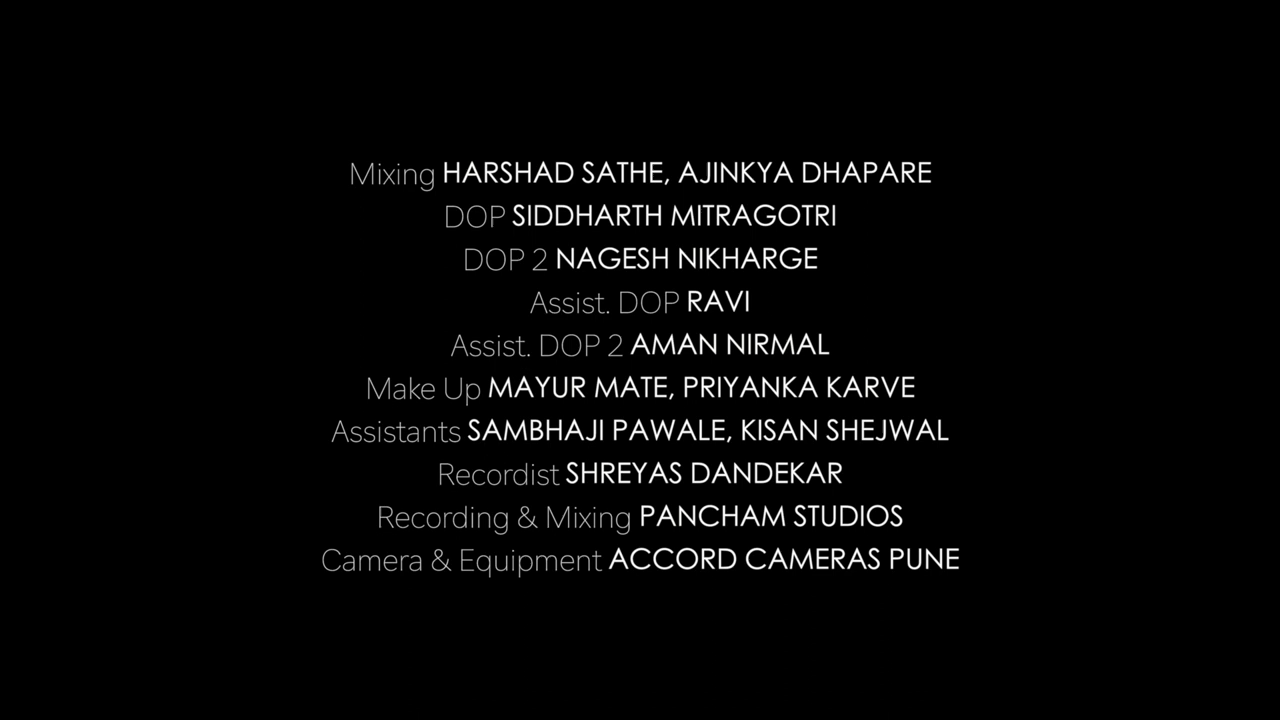 Mixing HARSHAD SATHE, AJINKYA DHAPARE
DOP SIDDHARTH MITRAGOTRI
DOP 2 NAGESH NIKHARGE
Assist. DOP RAVI
Assist. DOP 2 AMAN NIRMAL
Make Up MAYUR MATE, PRIYANKA KARVE
Assistants SAMBHAJI PAWALE, KISAN SHEJWAL
Recordist SHREYAS DANDEKAR
Recording & Mixing PANCHAM STUDIOS
Camera & Equipment ACCORD CAMERAS PUNE